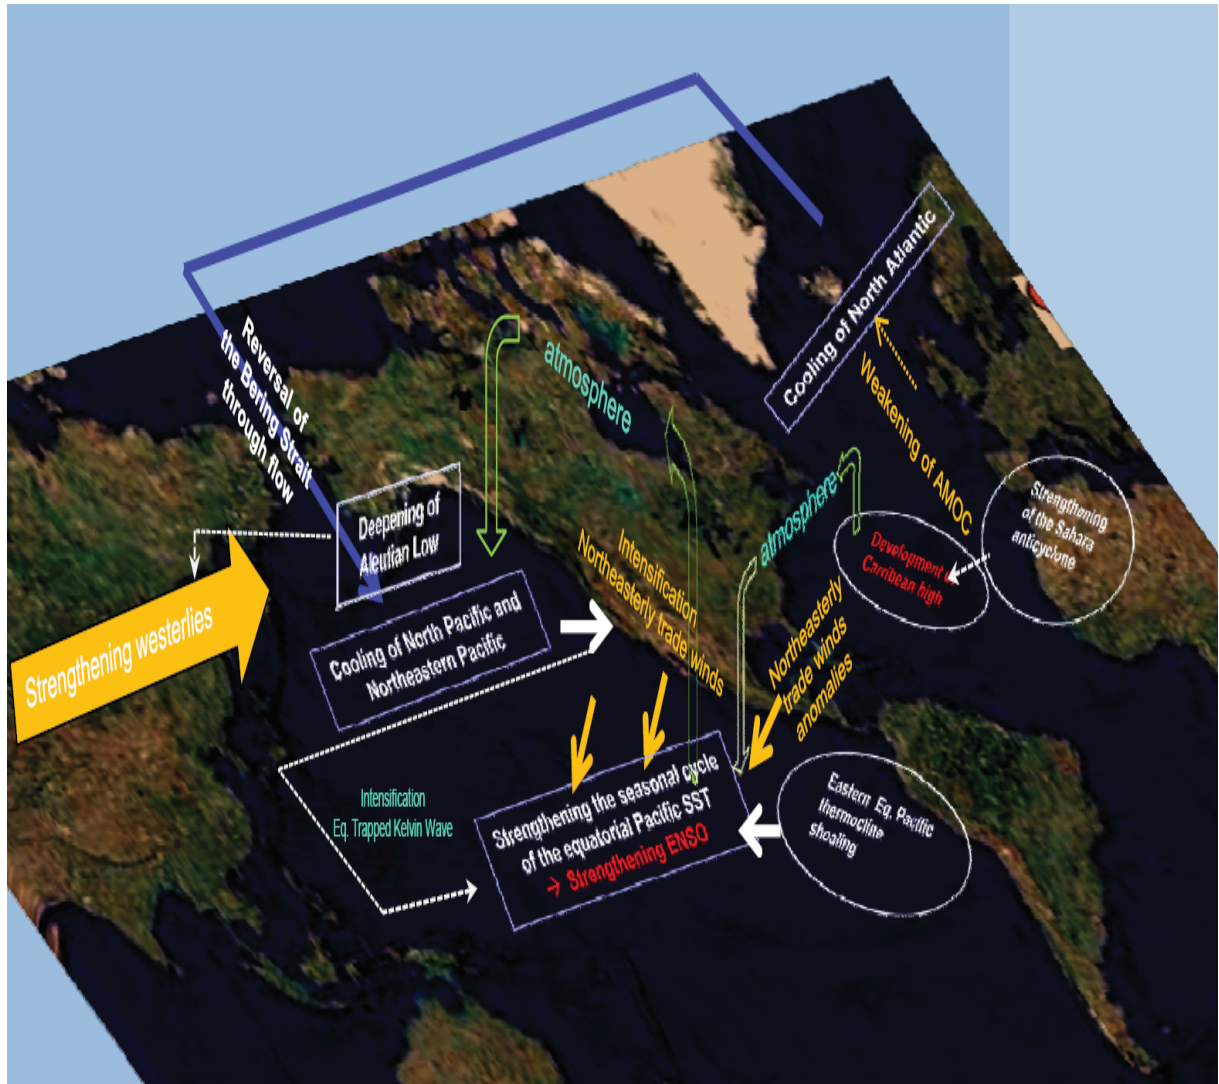 Reversal of
the Bering Strait
through flow
atmosphere
Cooling of North Atlantic
Weakening of AMOC
Strengthening
of the Sahara
anticyclone
Deepening of
Aleutian Low
Strengthening westerlies
Cooling of North Pacific and
Northeastern Pacific
Intensification
Northeasterly trade winds
atmosphere
Development
Carribean high
Northeasterly
trade winds
anomalies
Intensification
Eq. Trapped Kelvin Wave
Strengthening the seasonal cycle
of the equatorial Pacific SST
→ Strengthening ENSO
Eastern Eq. Pacific
thermocline
shoaling